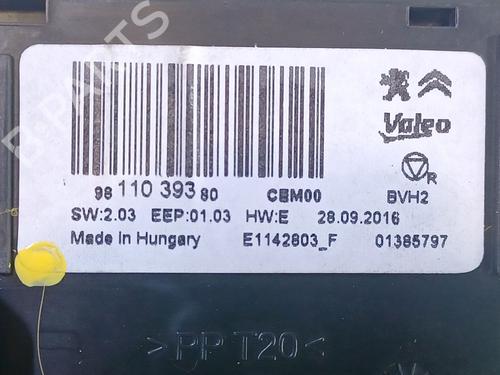 B-PARTS
Valeo
R
98 110 393 80 CEM00 BVH2
SW:2.03 EEP:01.03 HW:E 28.09.2016
Made in Hungary E1142803_F 01385797
>PP T20<